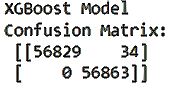 XGBoost Model
Confusion Matrix:
[[56829    34]
[    0 56863]]